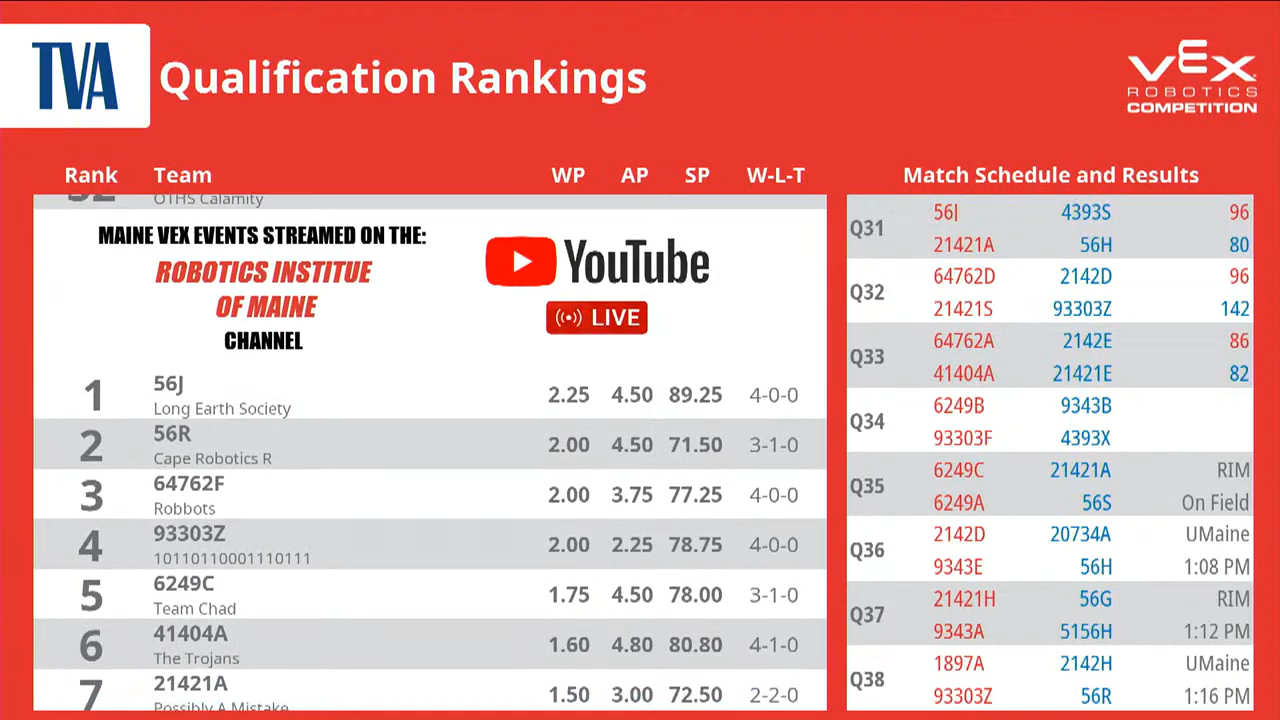 TVA
Qualification Rankings
VEX
ROBOTICS
COMPETITION
Rank Team WP AP SP W-L-T
OTHS Calamity
MAINE VEX EVENTS STREAMED ON THE:
ROBOTICS INSTITUE
OF MAINE
CHANNEL
YouTube
LIVE
1 56J 2.25 4.50 89.25 4-0-0
Long Earth Society
2 56R 2.00 4.50 71.50 3-1-0
Cape Robotics R
3 64762F 2.00 3.75 77.25 4-0-0
Robbots
4 93303Z 2.00 2.25 78.75 4-0-0
10110110001110111
5 6249C 1.75 4.50 78.00 3-1-0
Team Chad
6 41404A 1.60 4.80 80.80 4-1-0
The Trojans
7 21421A 1.50 3.00 72.50 2-2-0
Possibly A Mistake
Match Schedule and Results
Q31 56J 4393S 96
21421A 56H 80
Q32 64762D 2142D 96
21421S 93303Z 142
Q33 64762A 2142E 86
41404A 21421E 82
Q34 6249B 9343B
93303F 4393X
Q35 6249C 21421A RIM
6249A 56S On Field
Q36 2142D 20734A UMaine
9343E 56H 1:08 PM
Q37 21421H 56G RIM
9343A 5156H 1:12 PM
Q38 1897A 2142H UMaine
93303Z 56R 1:16 PM